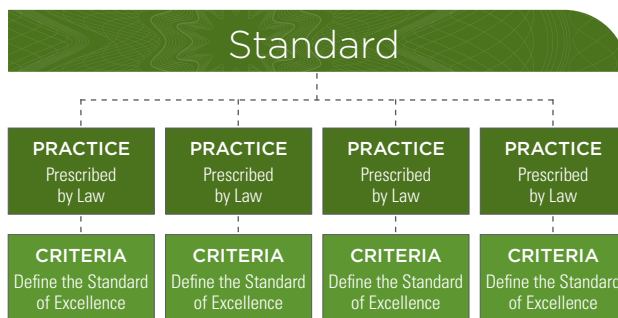 Standard
PRACTICE
Prescribed
by Law
PRACTICE
Prescribed
by Law
PRACTICE
Prescribed
by Law
PRACTICE
Prescribed
by Law
CRITERIA
Define the Standard
of Excellence
CRITERIA
Define the Standard
of Excellence
CRITERIA
Define the Standard
of Excellence
CRITERIA
Define the Standard
of Excellence